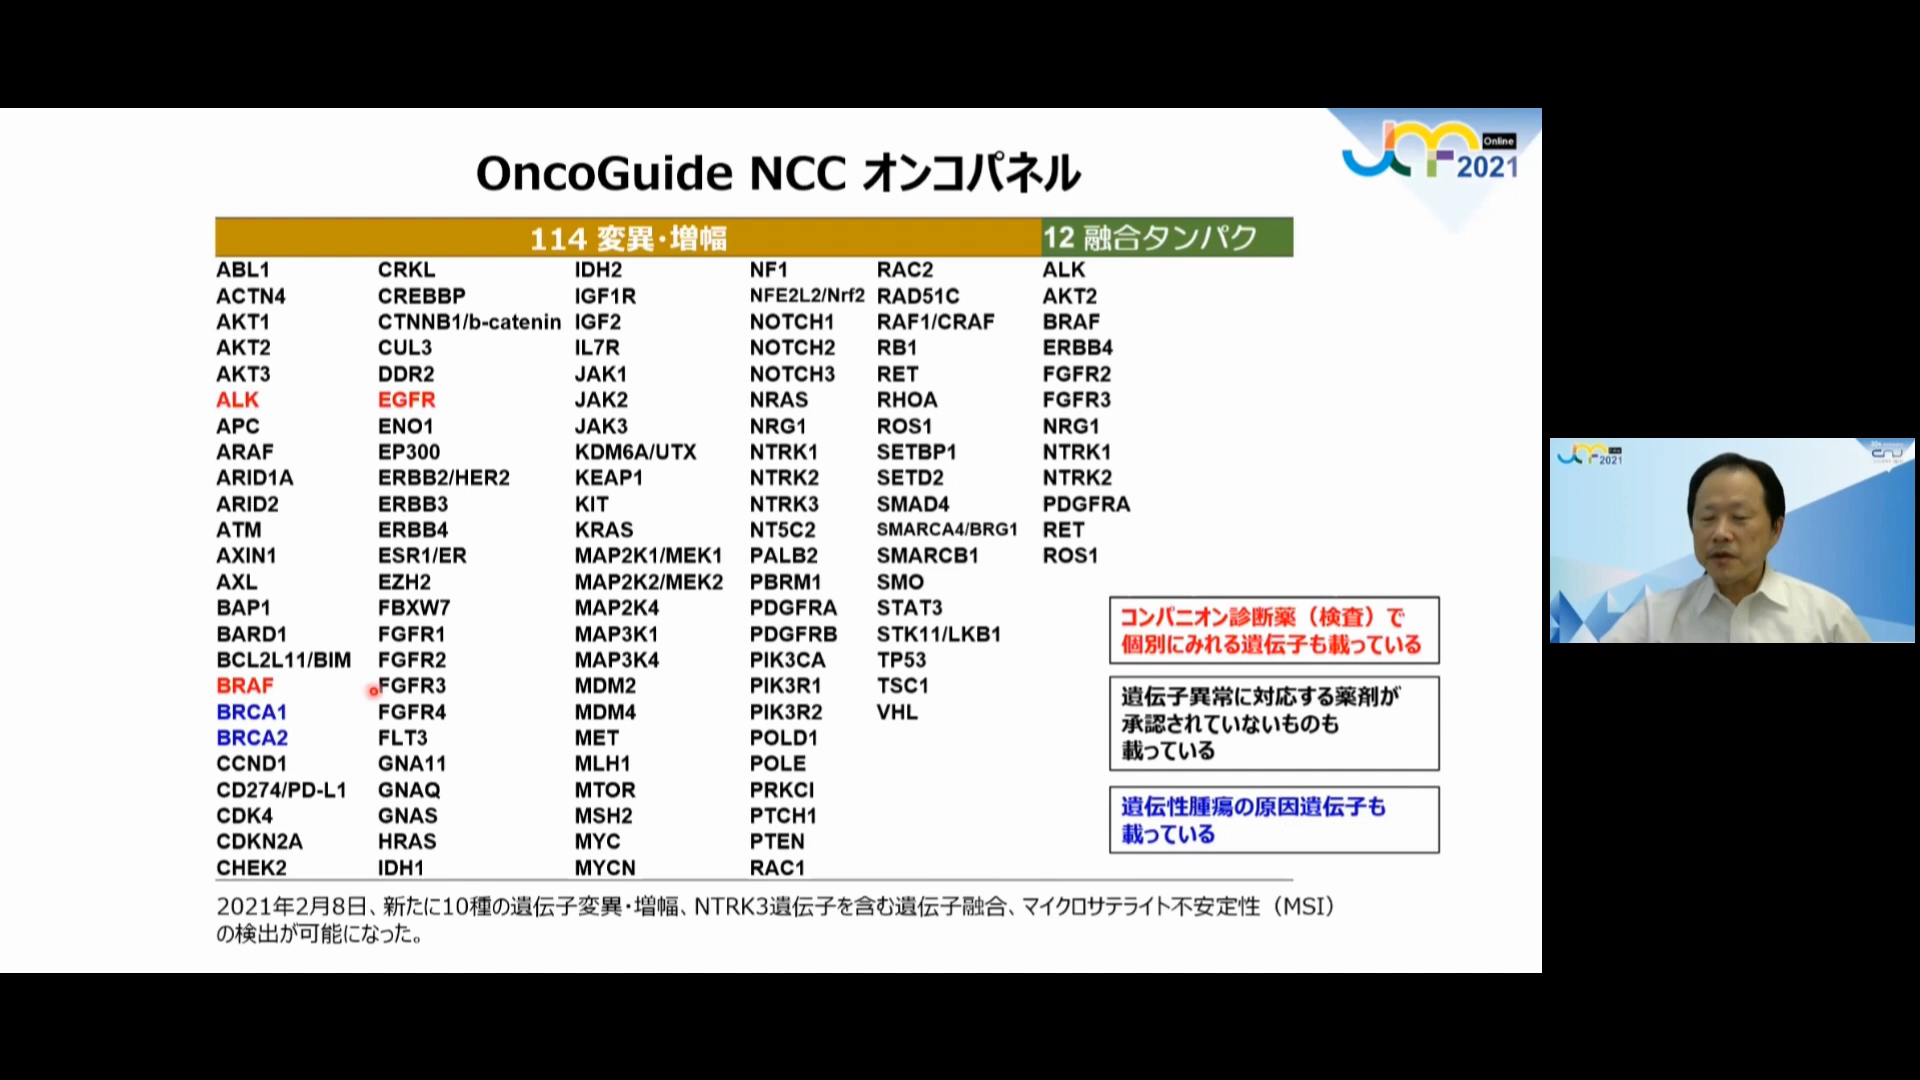 OncoGuide NCC オンコパネル
Online
2021
114 変異・増幅
12 融合タンパク
ABL1 CRKL IDH2 NF1 RAC2 ALK
ACTN4 CREBBP IGF1R NFE2L2/Nrf2 RAD51C AKT2
AKT1 CTNNB1/b-catenin IGF2 NOTCH1 RAF1/CRAF BRAF
AKT2 CUL3 IL7R NOTCH2 RB1 ERBB4
AKT3 DDR2 JAK1 NOTCH3 RET FGFR2
ALK EGFR JAK2 NRAS RHOA FGFR3
APC ENO1 JAK3 NRG1 ROS1 NRG1
ARAF EP300 KDM6A/UTX NTRK1 SETBP1 NTRK1
ARID1A ERBB2/HER2 KEAP1 NTRK2 SETD2 NTRK2
ARID2 ERBB3 KIT NTRK3 SMAD4 PDGFRA
ATM ERBB4 KRAS NT5C2 SMARCA4/BRG1 RET
AXIN1 ESR1/ER MAP2K1/MEK1 PALB2 SMARCB1 ROS1
AXL EZH2 MAP2K2/MEK2 PBRM1 SMO
BAP1 FBXW7 MAP2K4 PDGFRA STAT3
BARD1 FGFR1 MAP3K1 PDGFRB STK11/LKB1
BCL2L11/BIM FGFR2 MAP3K4 PIK3CA TP53
BRAF FGFR3 MDM2 PIK3R1 TSC1
BRCA1 FGFR4 MDM4 PIK3R2 VHL
BRCA2 FLT3 MET POLD1
CCND1 GNA11 MLH1 POLE
CD274/PD-L1 GNAQ MTOR PRKCI
CDK4 GNAS MSH2 PTCH1
CDKN2A HRAS MYC PTEN
CHEK2 IDH1 MYCN RAC1
コンパニオン診断薬（検査）で
個別にみれる遺伝子も載っている
遺伝子異常に対応する薬剤が
承認されていないものも
載っている
遺伝性腫瘍の原因遺伝子も
載っている
2021年2月8日、新たに10種の遺伝子変異・増幅、NTRK3遺伝子を含む遺伝子融合、マイクロサテライト不安定性（MSI）
の検出が可能になった。
2021